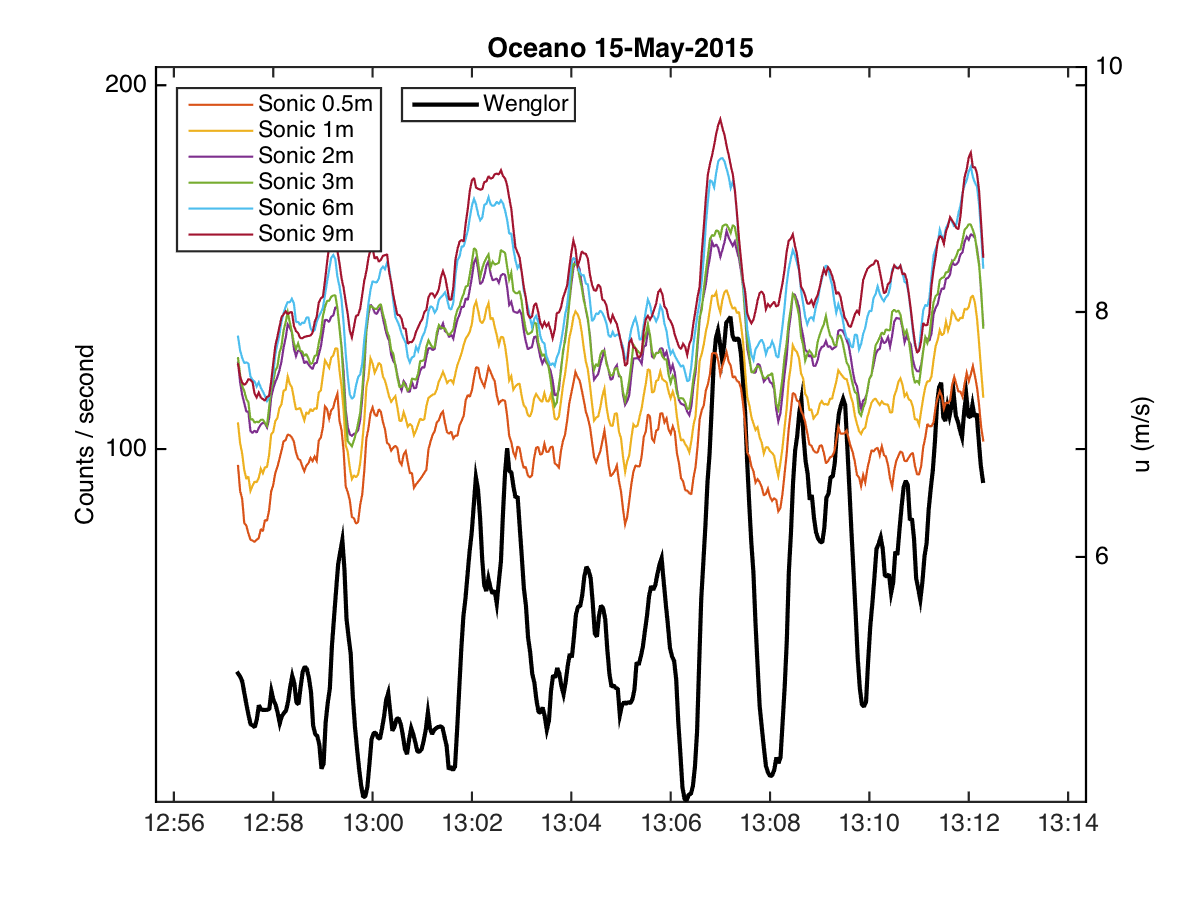 Oceano 15-May-2015
200
10
Sonic 0.5m
Wenglor
Sonic 1m
Sonic 2m
Sonic 3m
Sonic 6m
Sonic 9m
8
Counts / second
u (m/s)
100
6
12:56 12:58 13:00 13:02 13:04 13:06 13:08 13:10 13:12 13:14